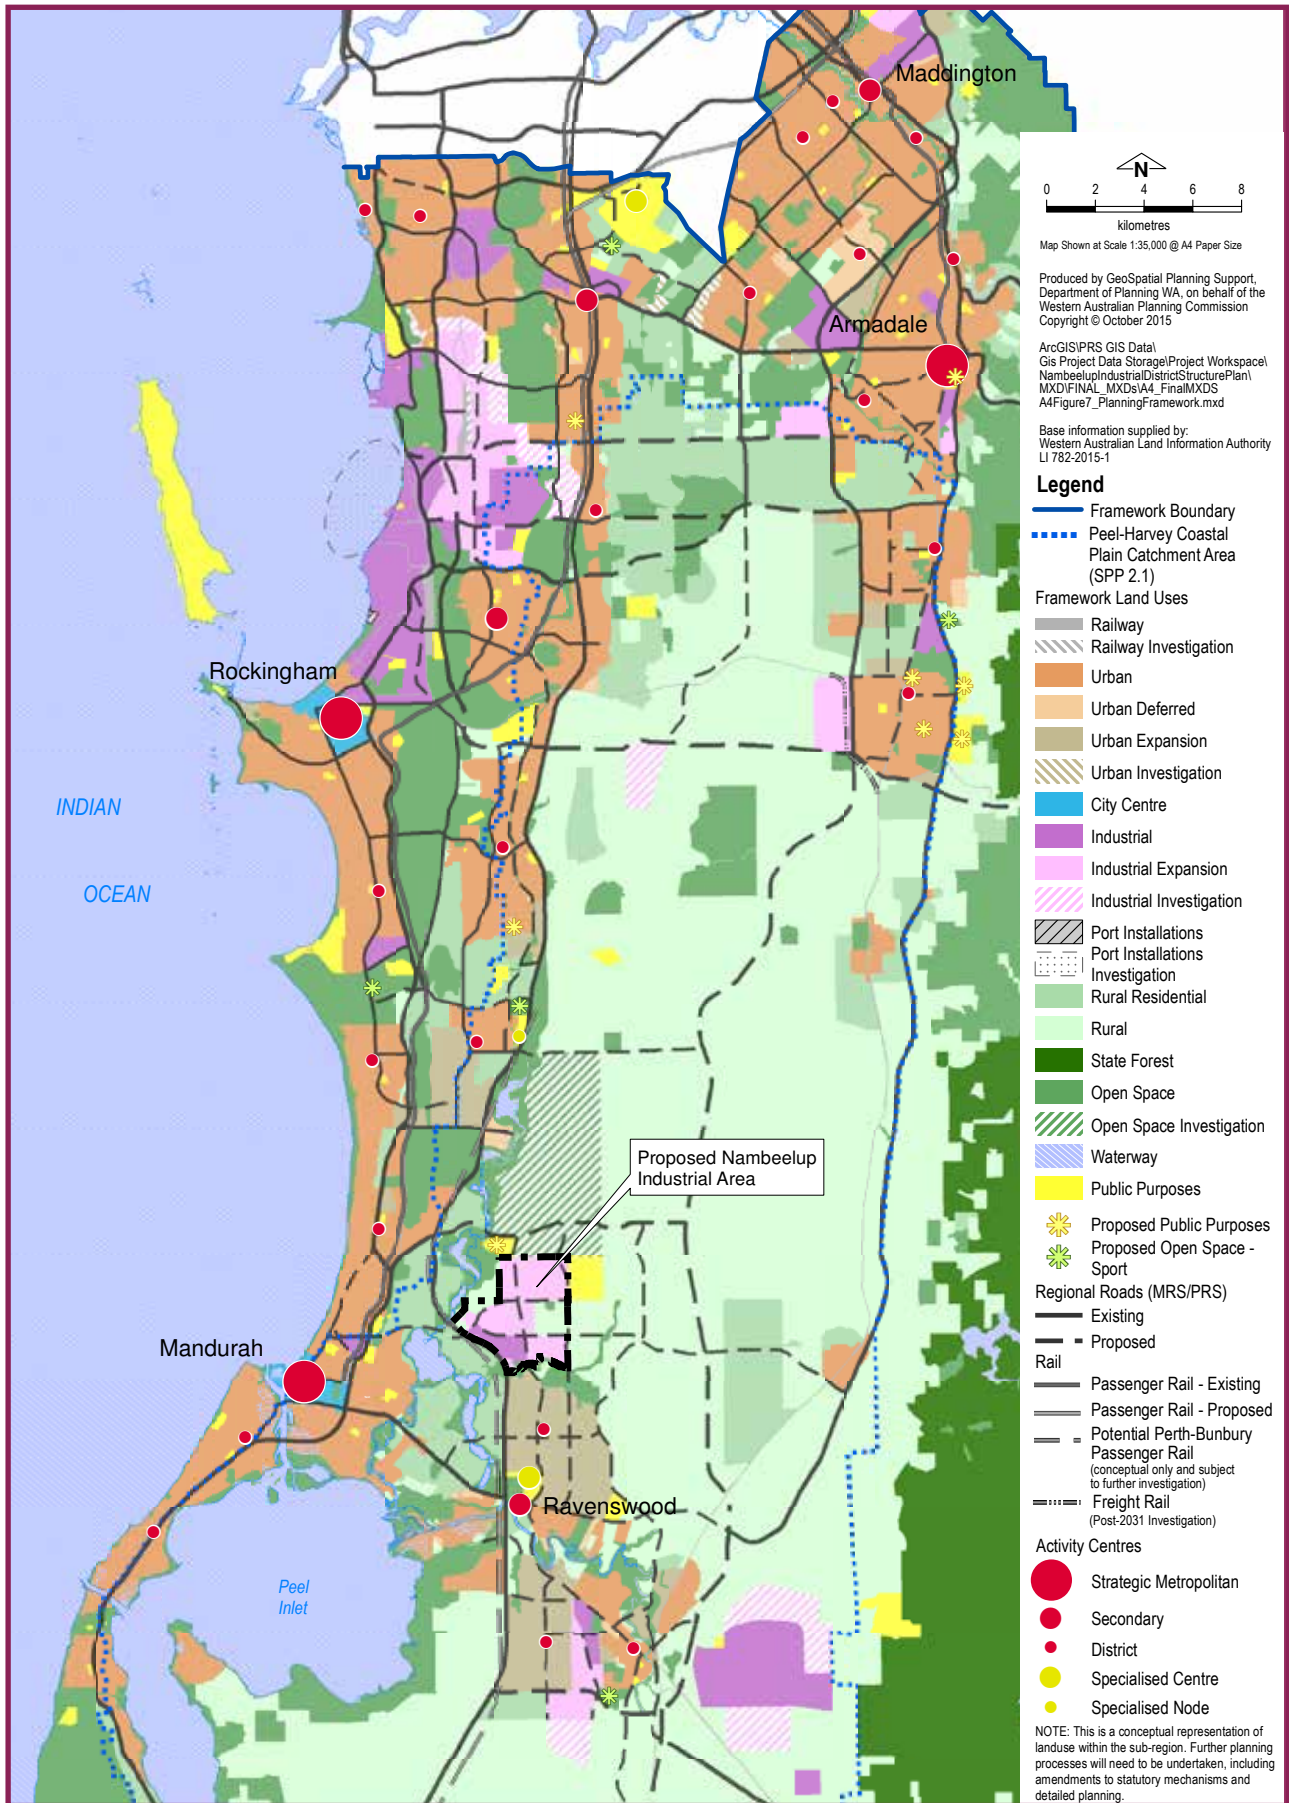 Maddington
Armadale
Rockingham
INDIAN
OCEAN
Proposed Nambeelup
Industrial Area
Mandurah
Ravenswood
Peel
Inlet
N
0 2 4 6 8
kilometres
Map Shown at Scale 1:35,000 @ A4 Paper Size
Produced by GeoSpatial Planning Support,
Department of Planning WA, on behalf of the
Western Australian Planning Commission
Copyright © October 2015
ArcGIS\PRS GIS Data\
Gis Project Data Storage\Project Workspace\
NambeelupIndustrialDistrictStructurePlan\
MXD\FINAL_MXDs\A4_FinalMXDS
A4Figure7_PlanningFramework.mxd
Base information supplied by:
Western Australian Land Information Authority
LI 782-2015-1
Legend
Framework Boundary
Peel-Harvey Coastal
Plain Catchment Area
(SPP 2.1)
Framework Land Uses
Railway
Railway Investigation
Urban
Urban Deferred
Urban Expansion
Urban Investigation
City Centre
Industrial
Industrial Expansion
Industrial Investigation
Port Installations
Port Installations
Investigation
Rural Residential
Rural
State Forest
Open Space
Open Space Investigation
Waterway
Public Purposes
Proposed Public Purposes
Proposed Open Space -
Sport
Regional Roads (MRS/PRS)
Existing
Proposed
Rail
Passenger Rail - Existing
Passenger Rail - Proposed
Potential Perth-Bunbury
Passenger Rail
(conceptual only and subject
to further investigation)
Freight Rail
(Post-2031 Investigation)
Activity Centres
Strategic Metropolitan
Secondary
District
Specialised Centre
Specialised Node
NOTE: This is a conceptual representation of
landuse within the sub-region. Further planning
processes will need to be undertaken, including
amendments to statutory mechanisms and
detailed planning.